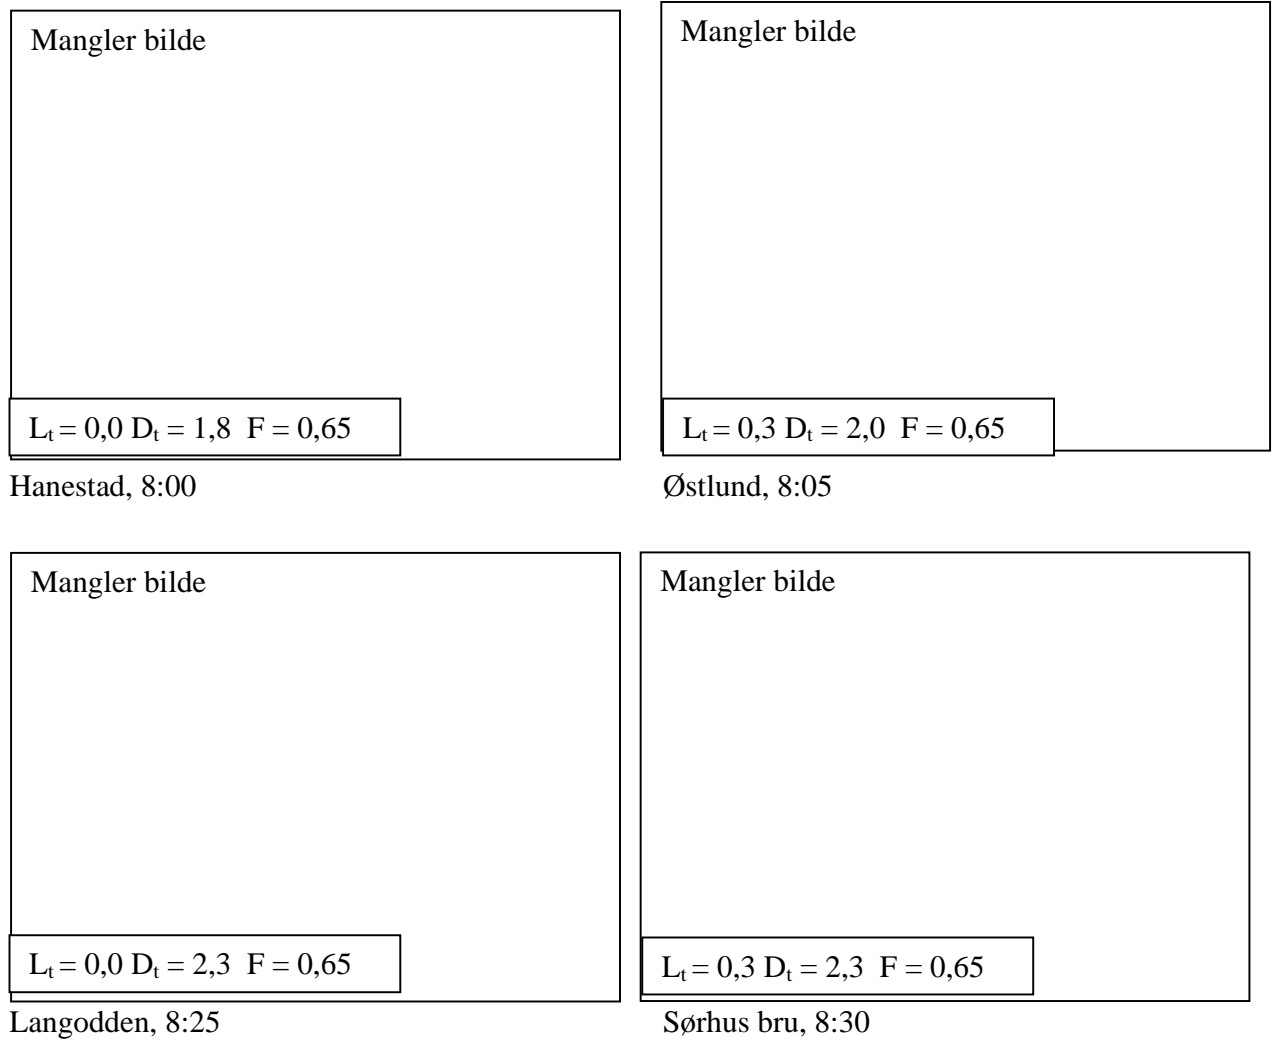 Mangler bilde
Lt = 0,0 Dt = 1,8 F = 0,65
Hanestad, 8:00
Mangler bilde
Lt = 0,3 Dt = 2,0 F = 0,65
Østlund, 8:05
Mangler bilde
Lt = 0,0 Dt = 2,3 F = 0,65
Langodden, 8:25
Mangler bilde
Lt = 0,3 Dt = 2,3 F = 0,65
Sørhus bru, 8:30